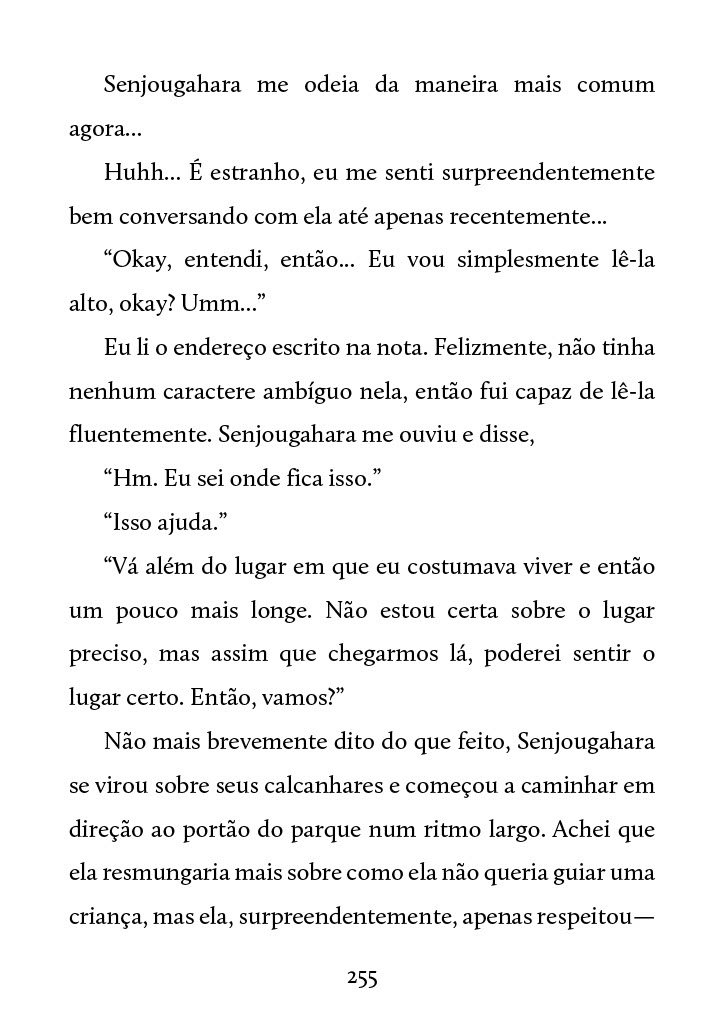 Senjougahara me odeia da maneira mais comum
agora...
Huhh... É estranho, eu me senti surpreendentemente
bem conversando com ela até apenas recentemente...
“Okay, entendi, então... Eu vou simplesmente lê-la
alto, okay? Umm...”
Eu li o endereço escrito na nota. Felizmente, não tinha
nenhum caractere ambíguo nela, então fui capaz de lê-la
fluentemente. Senjougahara me ouviu e disse,
“Hm. Eu sei onde fica isso.”
“Isso ajuda.”
“Vá além do lugar em que eu costumava viver e então
um pouco mais longe. Não estou certa sobre o lugar
preciso, mas assim que chegarmos lá, poderei sentir o
lugar certo. Então, vamos?”
Não mais brevemente dito do que feito, Senjougahara
se virou sobre seus calcanhares e começou a caminhar em
direção ao portão do parque num ritmo largo. Achei que
ela resmungaria mais sobre como ela não queria guiar uma
criança, mas ela, surpreendentemente, apenas respeitou—
255